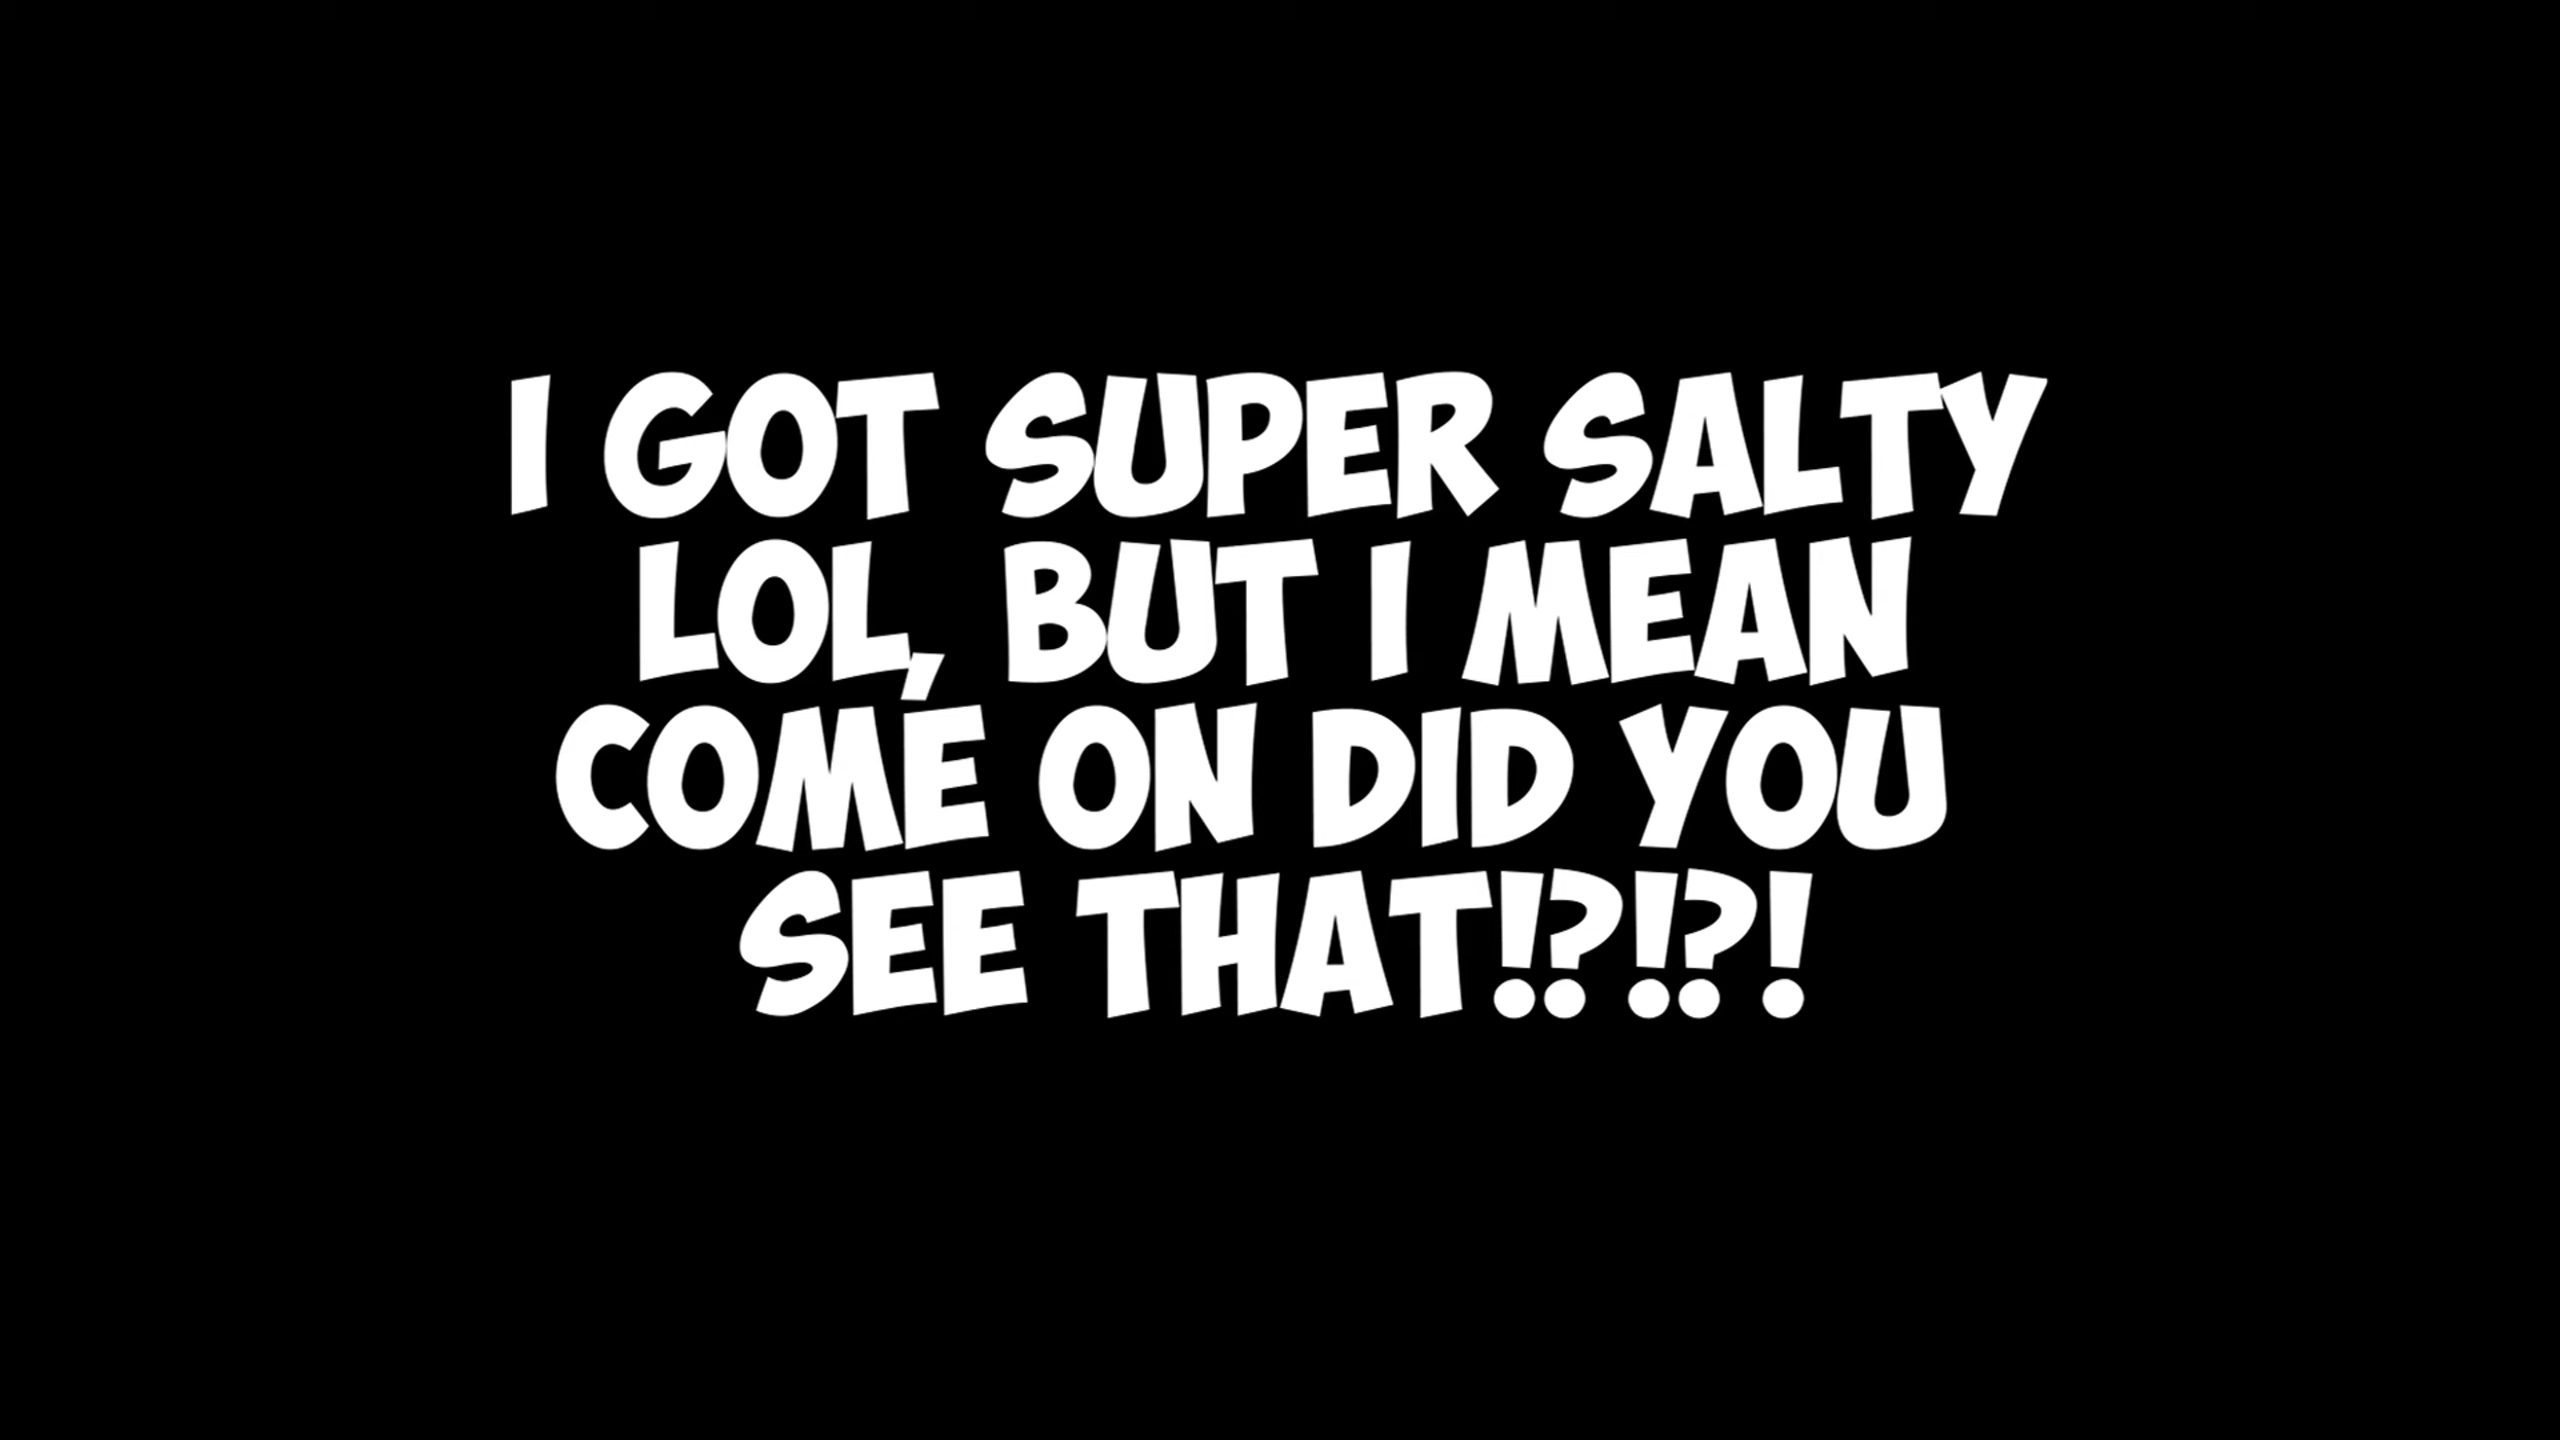 I GOT SUPER SALTY
LOL, BUT I MEAN
COME ON DID YOU
SEE THAT!?!?!